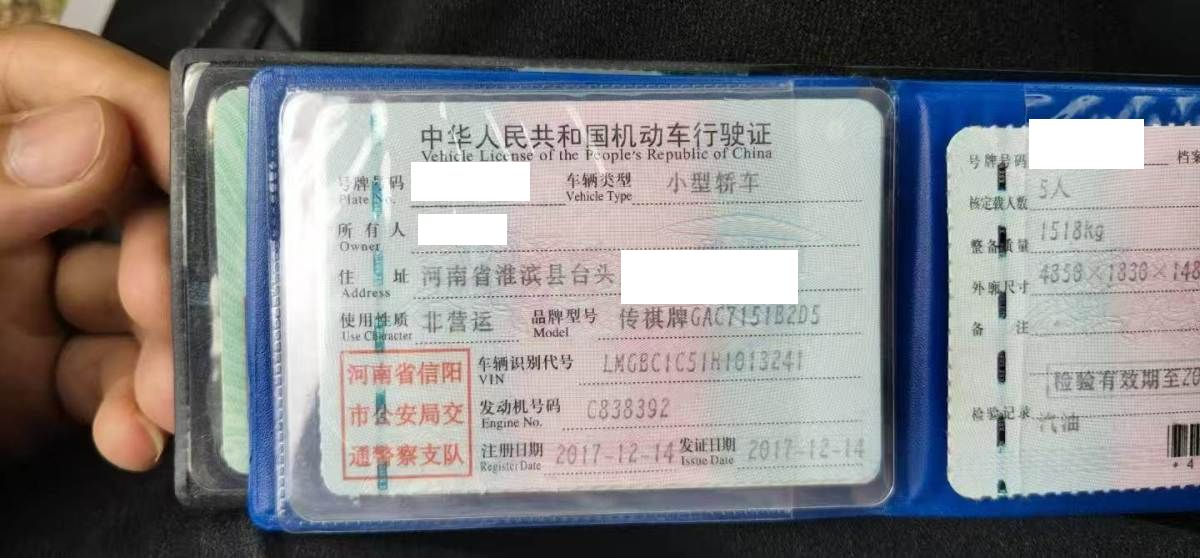 中华人民共和国机动车行驶证
Vehicle License of the People's Republic of China
号牌号码 车辆类型 小型轿车
Plate No. Vehicle Type
所有人
Owner
住 址 河南省淮滨县台头
Address
使用性质 非营运 品牌型号 传祺牌GAC7151B2D5
Use Character Model
河南省信阳
市公安局交
通警察支队
车辆识别代号 LMGBC1C51H1013241
VIN
发动机号码 C838392
Engine No.
注册日期 2017-12-14 发证日期 2017-12-14
Register Date Issue Date
号牌号码 档案
核定载人数 5人
整备质量 1518kg
外廓尺寸 4850×1830×148
备 注
检验有效期至20
检验记录
汽油